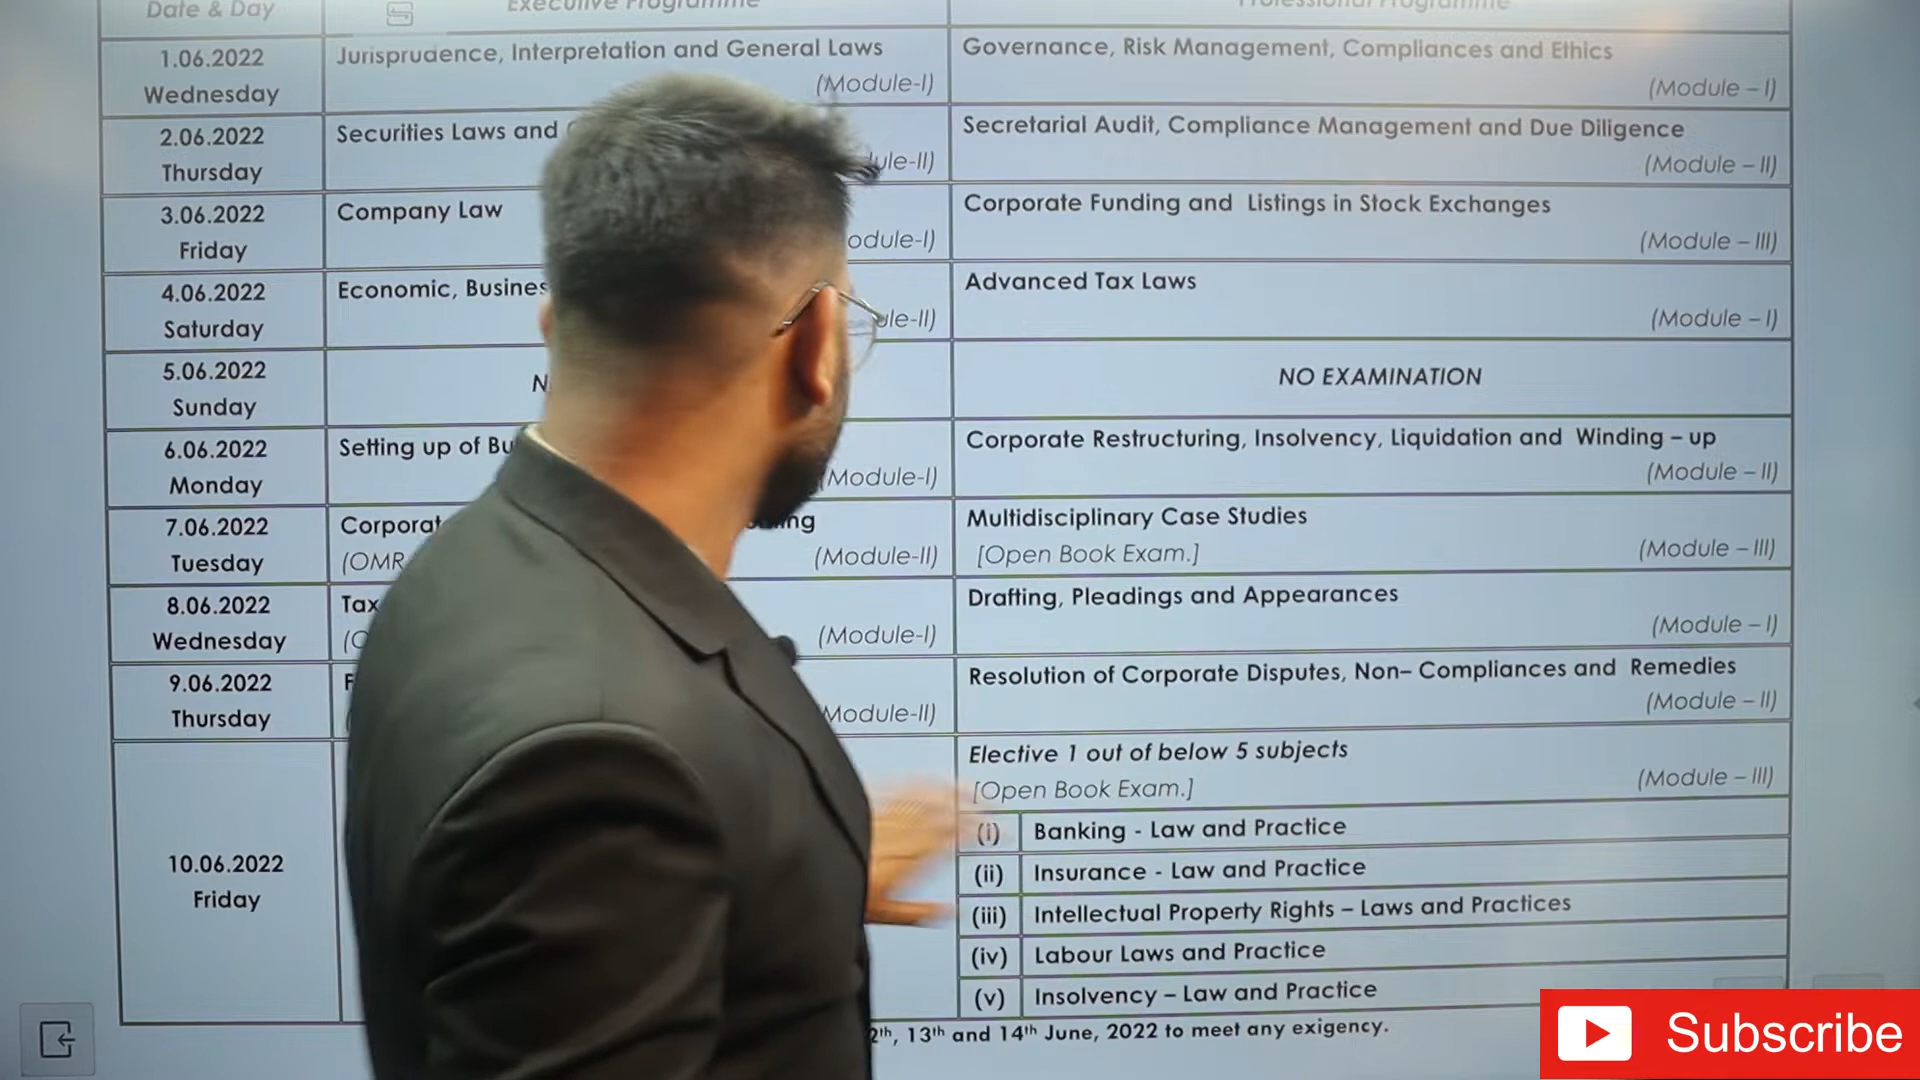 Date & Day
Executive Programme
Professional Programme
1.06.2022
Wednesday
Jurisprudence, Interpretation and General Laws
(Module-I)
Governance, Risk Management, Compliances and Ethics
(Module – I)
2.06.2022
Thursday
Securities Laws and
ule-II)
Secretarial Audit, Compliance Management and Due Diligence
(Module – II)
3.06.2022
Friday
Company Law
odule-I)
Corporate Funding and Listings in Stock Exchanges
(Module – III)
4.06.2022
Saturday
Economic, Busines
le-II)
Advanced Tax Laws
(Module – I)
5.06.2022
Sunday
N
NO EXAMINATION
6.06.2022
Monday
Setting up of Bu
(Module-I)
Corporate Restructuring, Insolvency, Liquidation and Winding – up
(Module – II)
7.06.2022
Tuesday
Corporat
ng
(OMR
(Module-II)
Multidisciplinary Case Studies
[Open Book Exam.]
(Module – III)
8.06.2022
Wednesday
Tax
(O
(Module-I)
Drafting, Pleadings and Appearances
(Module – I)
9.06.2022
Thursday
F
Module-II)
Resolution of Corporate Disputes, Non– Compliances and Remedies
(Module – II)
10.06.2022
Friday
Elective 1 out of below 5 subjects
[Open Book Exam.]
(Module – III)
(i) Banking - Law and Practice
(ii) Insurance - Law and Practice
(iii) Intellectual Property Rights – Laws and Practices
(iv) Labour Laws and Practice
(v) Insolvency – Law and Practice
2th, 13th and 14th June, 2022 to meet any exigency.
Subscribe